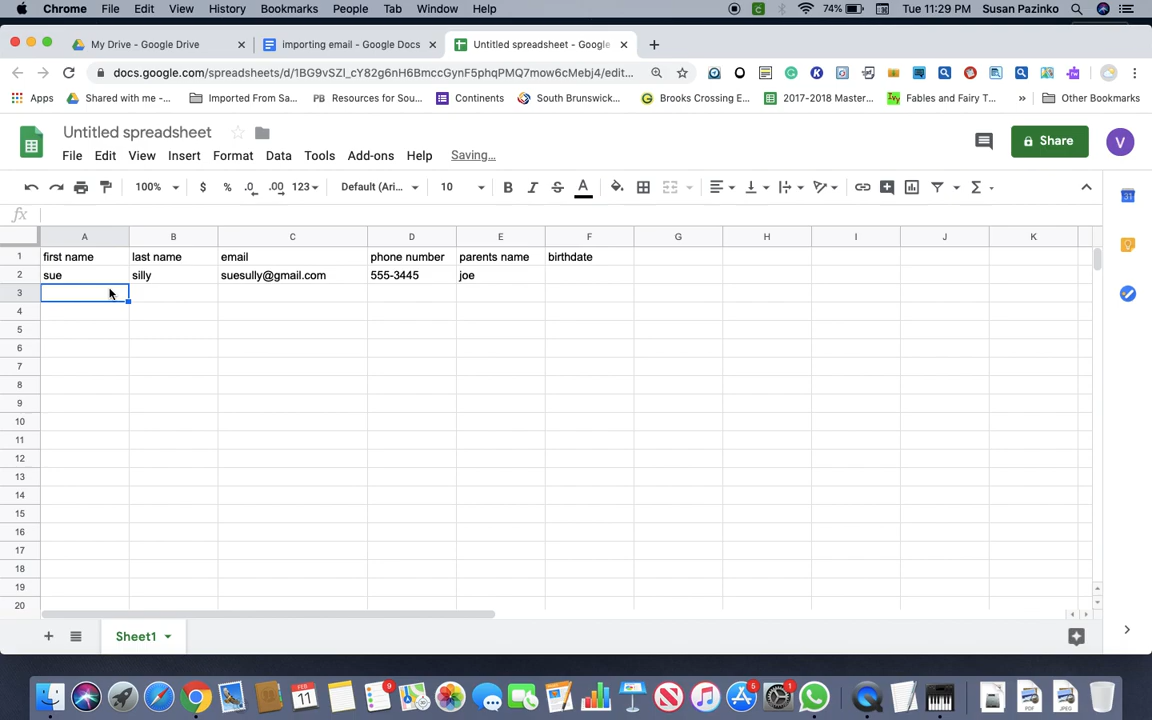 Chrome File Edit View History Bookmarks People Tab Window Help 74% Tue 11:29 PM Susan Pazinko
My Drive - Google Drive importing email - Google Docs Untitled spreadsheet - Google
docs.google.com/spreadsheets/d/1BG9vSZl_cY82g6nH6BmccGynF5phqPMQ7mow6cMebj4/edit...
Apps Shared with me -... Imported From Sa... PB Resources for Sou... Continents South Brunswick... Brooks Crossing E... 2017-2018 Master... Ivy Fables and Fairy T... » Other Bookmarks
Untitled spreadsheet
File Edit View Insert Format Data Tools Add-ons Help Saving...
Share V
100% $ % .0 .00 123 Default (Ari... 10 B I S A
fx
A B C D E F G H I J K
1 first name last name email phone number parents name birthdate
2 sue silly suesully@gmail.com 555-3445 joe
3
4
5
6
7
8
9
10
11
12
13
14
15
16
17
18
19
20
Sheet1